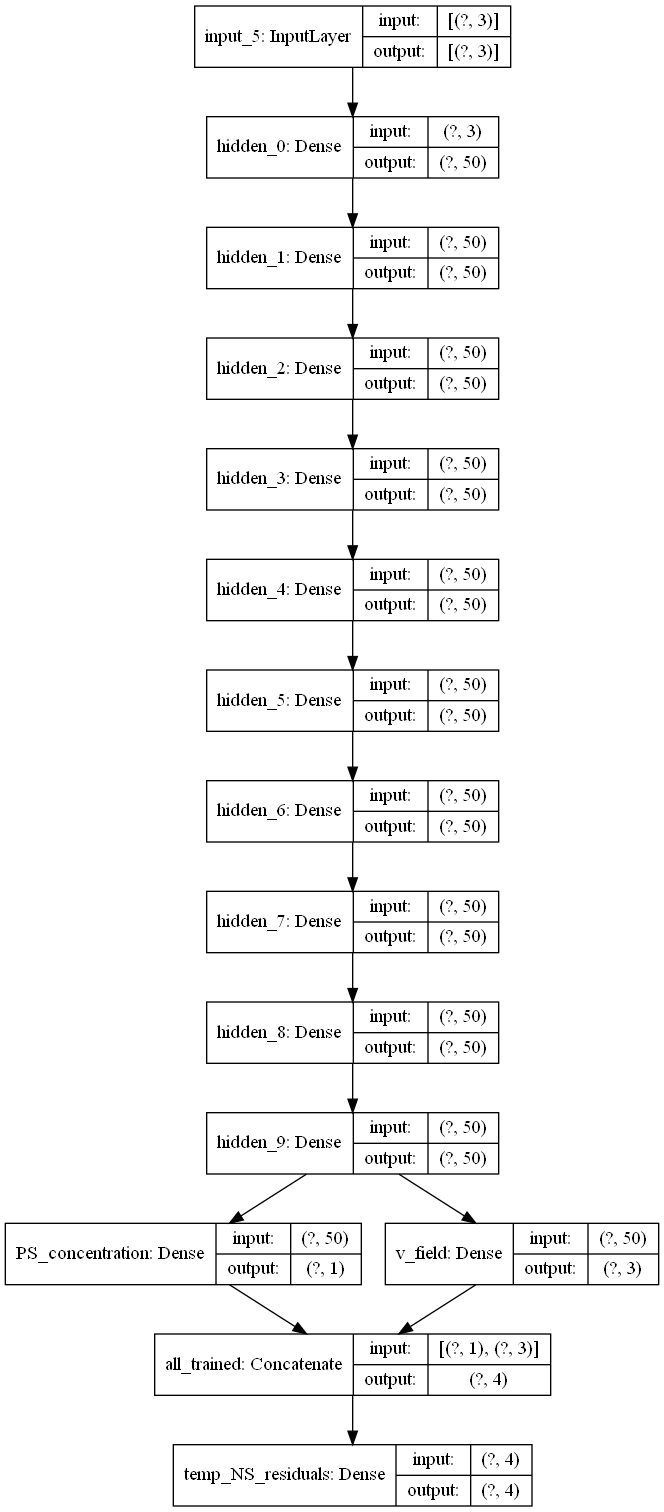 input_5: InputLayer
input: [(?, 3)]
output: [(?, 3)]
hidden_0: Dense
input: (?, 3)
output: (?, 50)
hidden_1: Dense
input: (?, 50)
output: (?, 50)
hidden_2: Dense
input: (?, 50)
output: (?, 50)
hidden_3: Dense
input: (?, 50)
output: (?, 50)
hidden_4: Dense
input: (?, 50)
output: (?, 50)
hidden_5: Dense
input: (?, 50)
output: (?, 50)
hidden_6: Dense
input: (?, 50)
output: (?, 50)
hidden_7: Dense
input: (?, 50)
output: (?, 50)
hidden_8: Dense
input: (?, 50)
output: (?, 50)
hidden_9: Dense
input: (?, 50)
output: (?, 50)
PS_concentration: Dense
input: (?, 50)
output: (?, 1)
v_field: Dense
input: (?, 50)
output: (?, 3)
all_trained: Concatenate
input: [(?, 1), (?, 3)]
output: (?, 4)
temp_NS_residuals: Dense
input: (?, 4)
output: (?, 4)